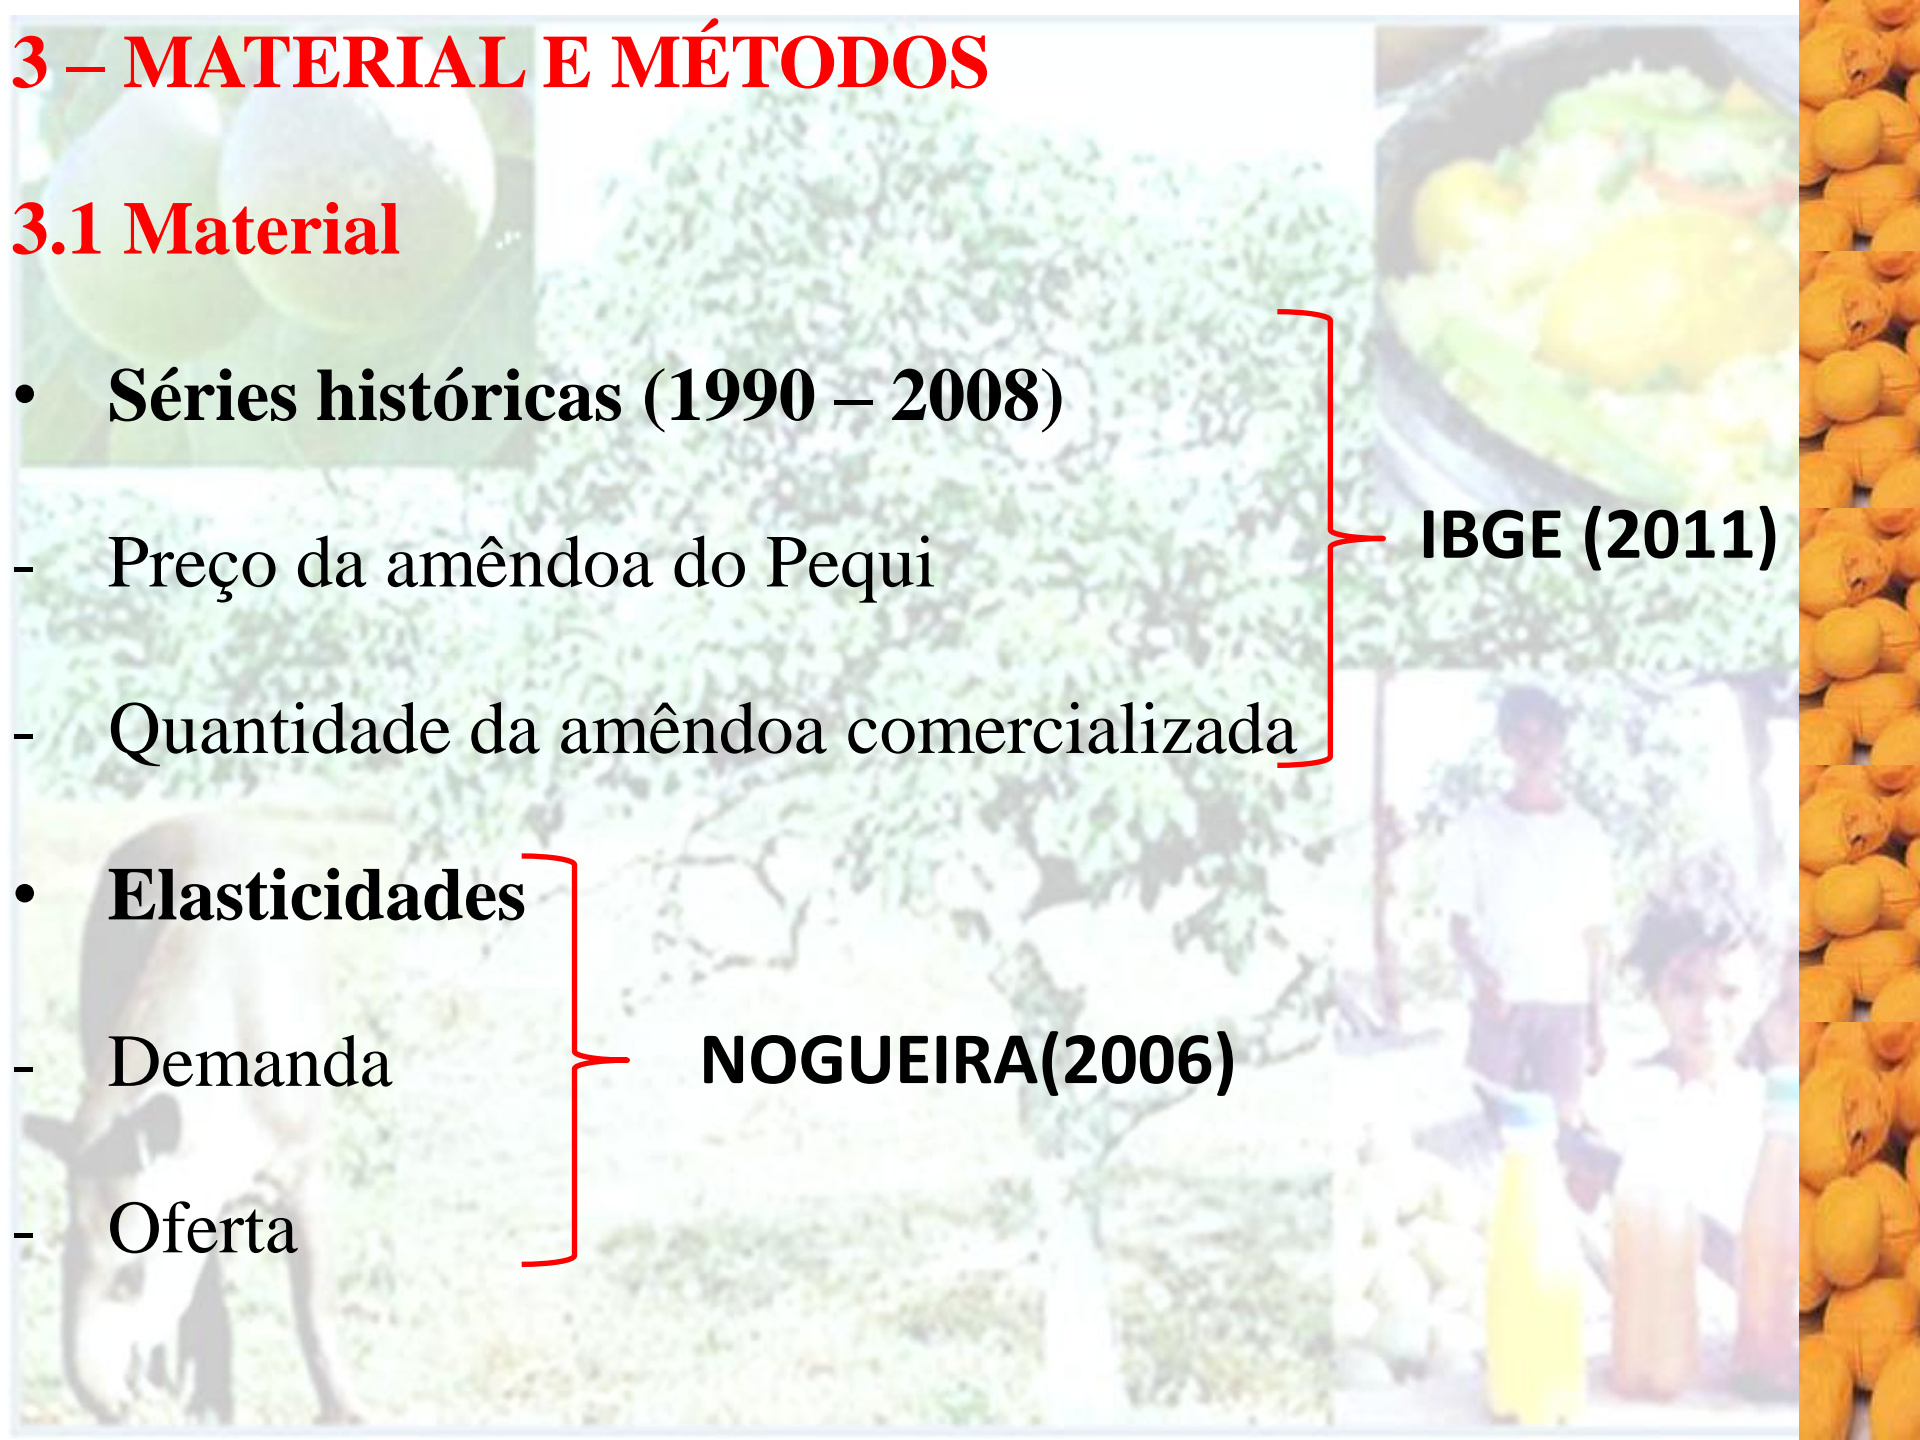 3 – MATERIAL E MÉTODOS
3.1 Material
• Séries históricas (1990 – 2008)
- Preço da amêndoa do Pequi
IBGE (2011)
- Quantidade da amêndoa comercializada
• Elasticidades
- Demanda
NOGUEIRA(2006)
- Oferta